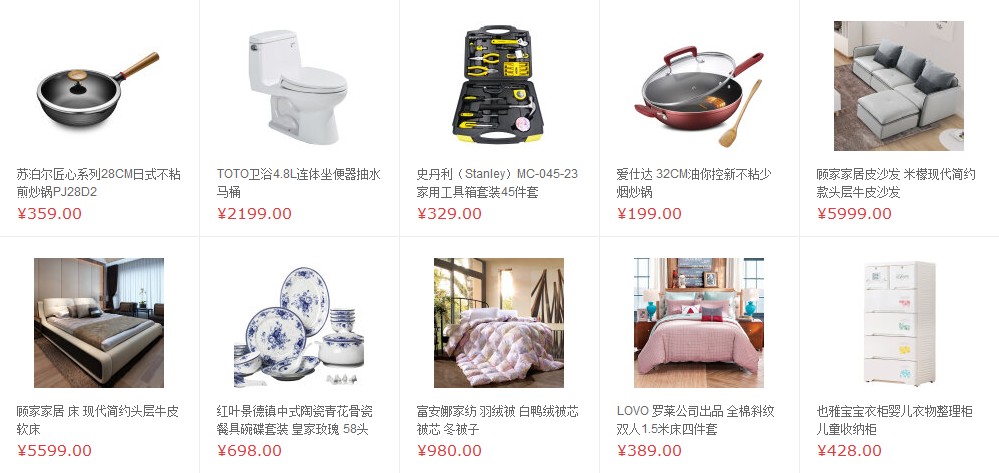 苏泊尔匠心系列28CM日式不粘
煎炒锅PJ28D2
¥359.00
TOTO卫浴4.8L连体坐便器抽水
马桶
¥2199.00
史丹利（Stanley）MC-045-23
家用工具箱套装45件套
¥329.00
爱仕达 32CM油你控新不粘少
烟炒锅
¥199.00
顾家家居皮沙发 米檬现代简约
款头层牛皮沙发
¥5999.00
顾家家居 床 现代简约头层牛皮
软床
¥5599.00
红叶景德镇中式陶瓷青花骨瓷
餐具碗碟套装 皇家玫瑰 58头
¥698.00
富安娜家纺 羽绒被 白鸭绒被芯
被芯 冬被子
¥980.00
LOVO 罗莱公司出品 全棉斜纹
双人1.5米床四件套
¥389.00
也雅宝宝衣柜婴儿衣物整理柜
儿童收纳柜
¥428.00